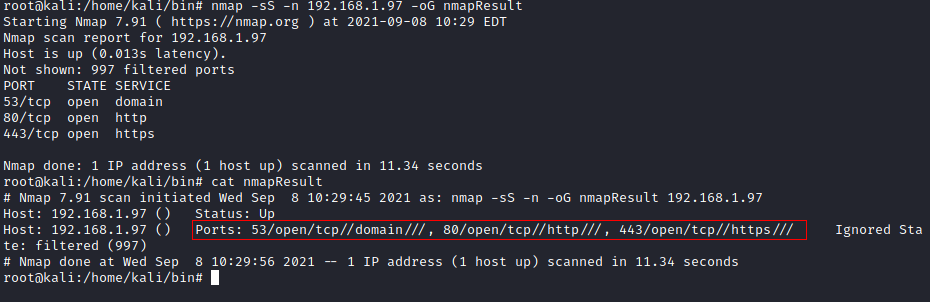 root@kali:/home/kali/bin# nmap -sS -n 192.168.1.97 -oG nmapResult
Starting Nmap 7.91 ( https://nmap.org ) at 2021-09-08 10:29 EDT
Nmap scan report for 192.168.1.97
Host is up (0.013s latency).
Not shown: 997 filtered ports
PORT    STATE SERVICE
53/tcp  open  domain
80/tcp  open  http
443/tcp open  https
Nmap done: 1 IP address (1 host up) scanned in 11.34 seconds
root@kali:/home/kali/bin# cat nmapResult
# Nmap 7.91 scan initiated Wed Sep  8 10:29:45 2021 as: nmap -sS -n -oG nmapResult 192.168.1.97
Host: 192.168.1.97 ()   Status: Up
Host: 192.168.1.97 ()   Ports: 53/open/tcp//domain///, 80/open/tcp//http///, 443/open/tcp//https///     Ignored Sta
te: filtered (997)
# Nmap done at Wed Sep  8 10:29:56 2021 -- 1 IP address (1 host up) scanned in 11.34 seconds
root@kali:/home/kali/bin#